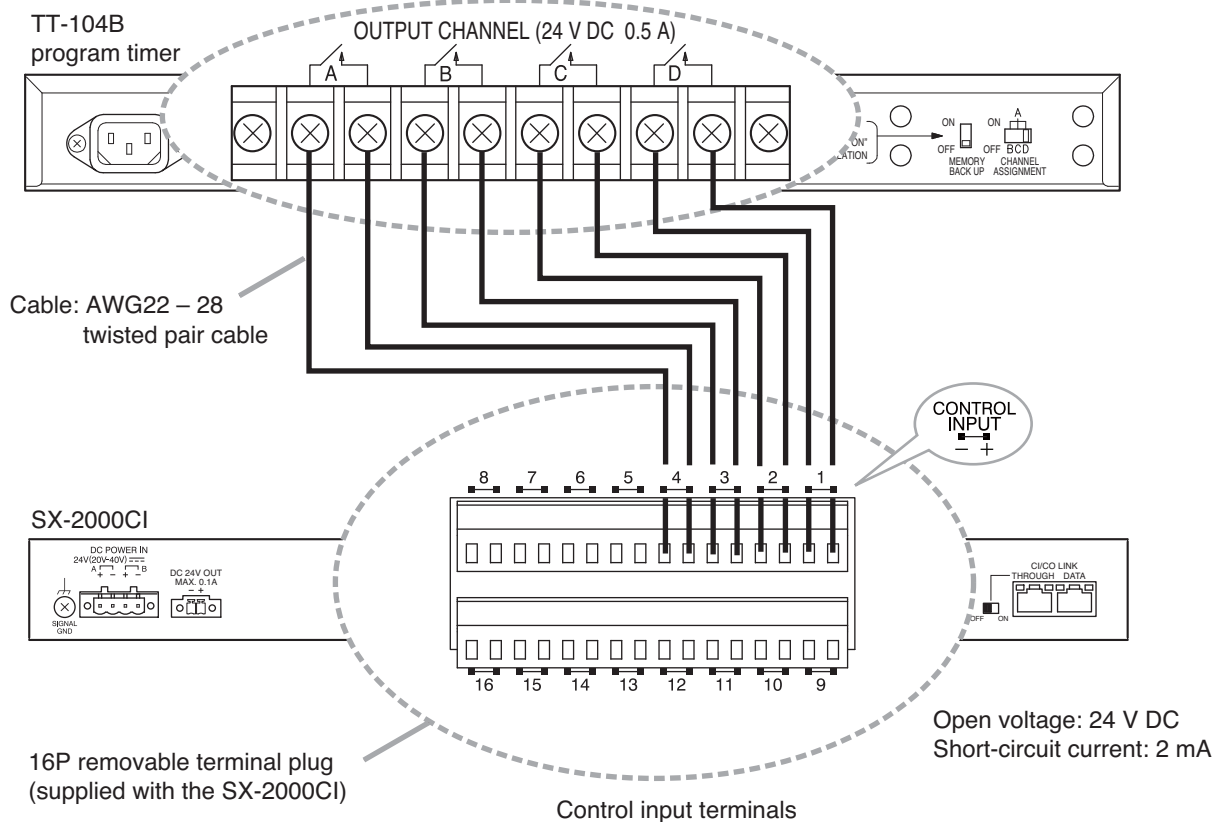 TT-104B
program timer
OUTPUT CHANNEL (24 V DC 0.5 A)
A B C D
ON"
LATION
ON
OFF
MEMORY
BACK UP
A
ON
OFF BCD
CHANNEL
ASSIGNMENT
Cable: AWG22 – 28
twisted pair cable
CONTROL
INPUT
– +
8 7 6 5 4 3 2 1
SX-2000CI
DC POWER IN
24V(20V-40V)
A B
+ – + –
DC 24V OUT
MAX. 0.1A
– +
SIGNAL
GND
CI/CO LINK
THROUGH DATA
OFF ON
16 15 14 13 12 11 10 9
Open voltage: 24 V DC
Short-circuit current: 2 mA
16P removable terminal plug
(supplied with the SX-2000CI)
Control input terminals